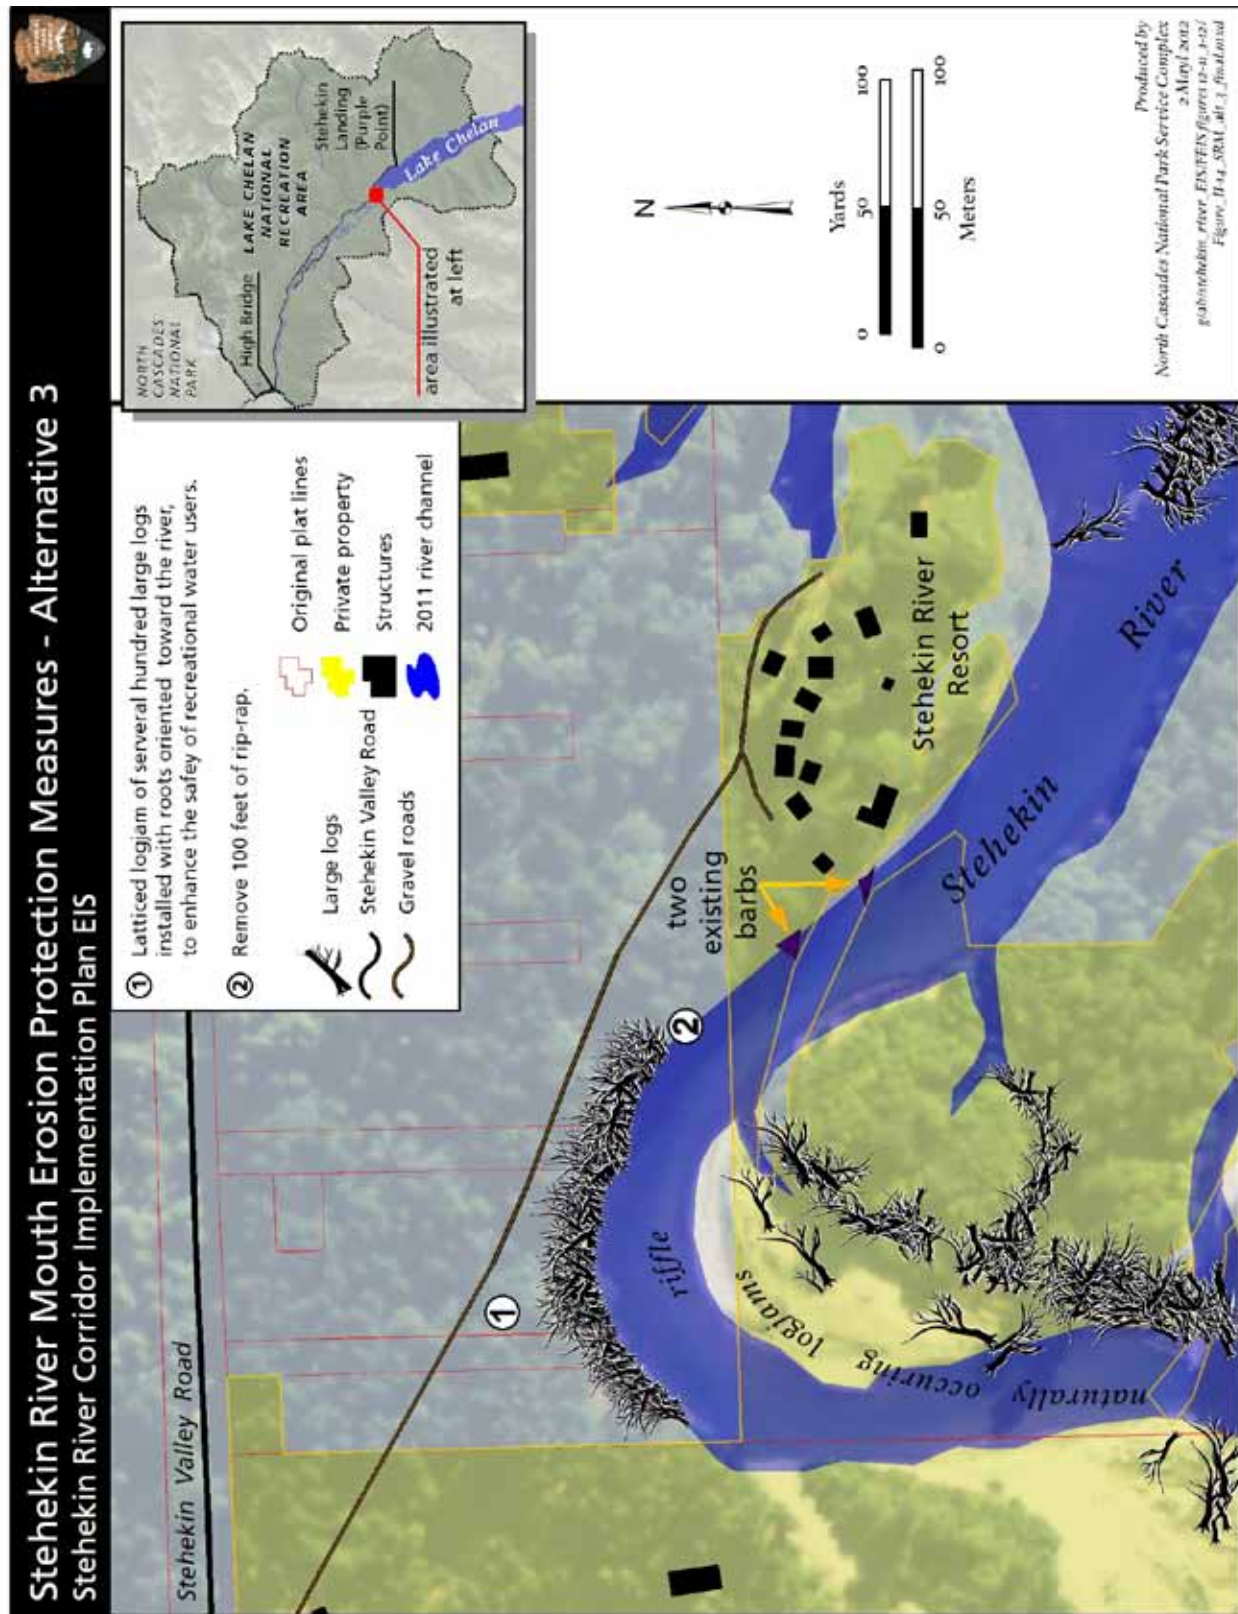 Stehekin River Mouth Erosion Protection Measures - Alternative 3
Stehekin River Corridor Implementation Plan EIS
1 Latticed logjam of serveral hundred large logs
installed with roots oriented toward the river,
to enhance the safey of recreational water users.
2 Remove 100 feet of rip-rap.
Large logs
Stehekin Valley Road
Gravel roads
Original plat lines
Private property
Structures
2011 river channel
NORTH
CASCADES
NATIONAL
PARK
High Bridge
LAKE CHELAN
NATIONAL
RECREATION
AREA
Stehekin
Landing
(Purple
Point)
Lake Chelan
area illustrated
at left
Stehekin Valley Road
1
2
riffle
naturally occuring logjams
two
existing
barbs
Stehekin River
Resort
Stehekin River
N
Yards
0 50 100
0 50 100
Meters
Produced by
North Cascades National Park Service Complex
2 May1 2012